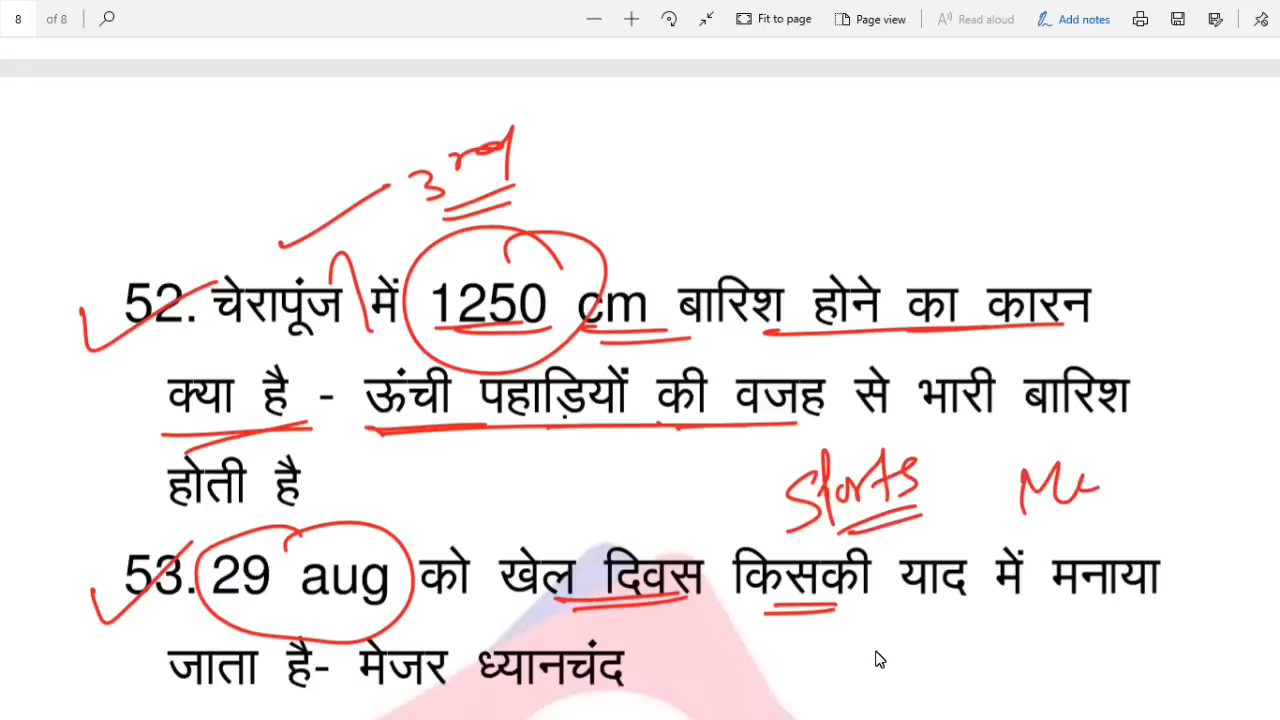 8 of 8 Fit to page Page view Read aloud Add notes
3rd
52. चेरापूंज में 1250 cm बारिश होने का कारन
क्या है - ऊंची पहाड़ियों की वजह से भारी बारिश
होती है
Sports Me
53. 29 aug को खेल दिवस किसकी याद में मनाया
जाता है- मेजर ध्यानचंद